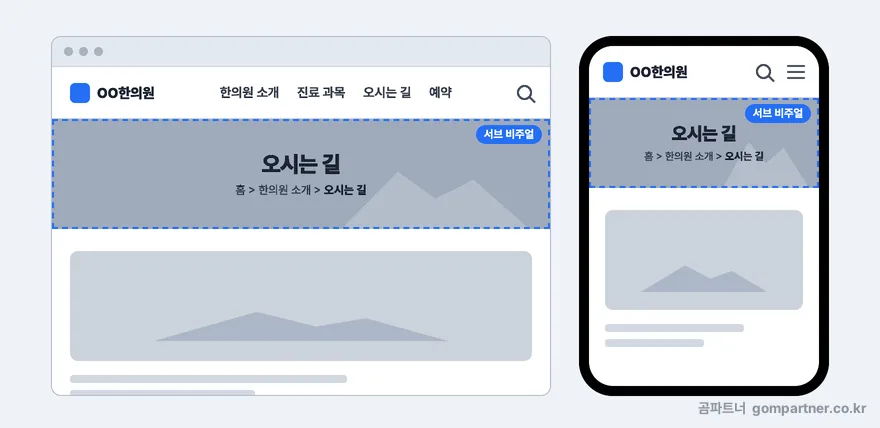 OO한의원
한의원 소개 진료 과목 오시는 길 예약
서브 비주얼
오시는 길
홈 > 한의원 소개 > 오시는 길
OO한의원
서브 비주얼
오시는 길
홈 > 한의원 소개 > 오시는 길
곰파트너 gompartner.co.kr